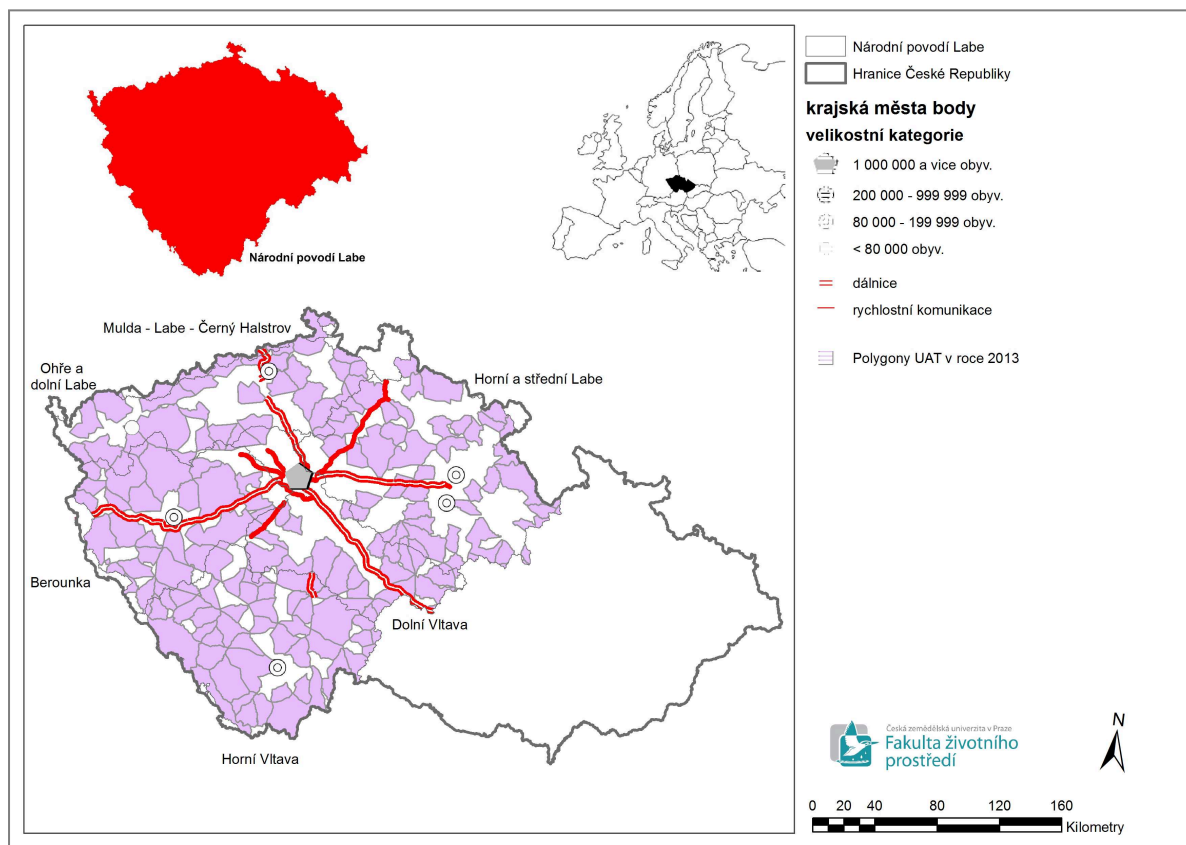 Národní povodí Labe
Mulda - Labe - Černý Halstrov
Ohře a
dolní Labe
Horní a střední Labe
Berounka
Dolní Vltava
Horní Vltava
Národní povodí Labe
Hranice České Republiky
krajská města body
velikostní kategorie
1 000 000 a vice obyv.
200 000 - 999 999 obyv.
80 000 - 199 999 obyv.
< 80 000 obyv.
dálnice
rychlostní komunikace
Polygony UAT v roce 2013
Česká zemědělská univerzita v Praze
Fakulta životního
prostředí
N
0 20 40 80 120 160
Kilometry